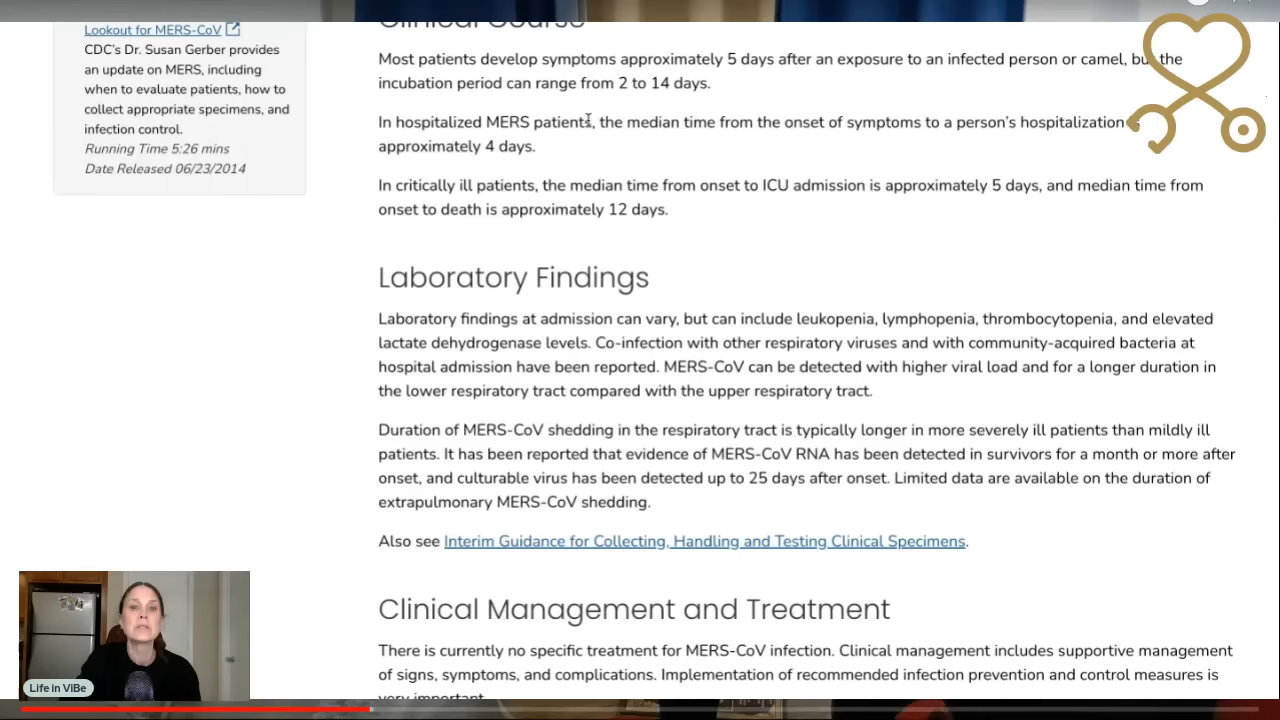 Clinical Course
Lookout for MERS-CoV
CDC's Dr. Susan Gerber provides
an update on MERS, including
when to evaluate patients, how to
collect appropriate specimens, and
infection control.
Running Time 5:26 mins
Date Released 06/23/2014
Most patients develop symptoms approximately 5 days after an exposure to an infected person or camel, but the
incubation period can range from 2 to 14 days.
In hospitalized MERS patients, the median time from the onset of symptoms to a person's hospitalization
approximately 4 days.
In critically ill patients, the median time from onset to ICU admission is approximately 5 days, and median time from
onset to death is approximately 12 days.
Laboratory Findings
Laboratory findings at admission can vary, but can include leukopenia, lymphopenia, thrombocytopenia, and elevated
lactate dehydrogenase levels. Co-infection with other respiratory viruses and with community-acquired bacteria at
hospital admission have been reported. MERS-CoV can be detected with higher viral load and for a longer duration in
the lower respiratory tract compared with the upper respiratory tract.
Duration of MERS-CoV shedding in the respiratory tract is typically longer in more severely ill patients than mildly ill
patients. It has been reported that evidence of MERS-CoV RNA has been detected in survivors for a month or more after
onset, and culturable virus has been detected up to 25 days after onset. Limited data are available on the duration of
extrapulmonary MERS-CoV shedding.
Also see Interim Guidance for Collecting, Handling and Testing Clinical Specimens.
Clinical Management and Treatment
There is currently no specific treatment for MERS-CoV infection. Clinical management includes supportive management
of signs, symptoms, and complications. Implementation of recommended infection prevention and control measures is
very important.
Life in ViBe